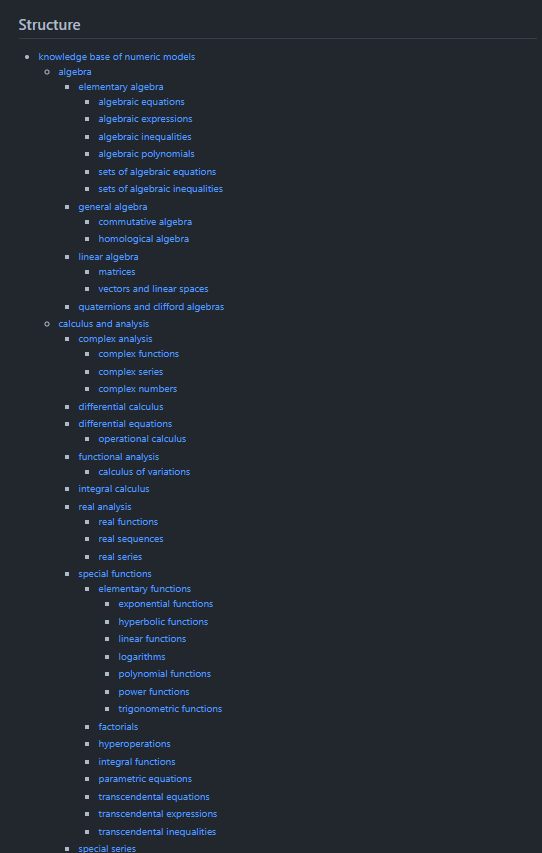 Structure
knowledge base of numeric models
algebra
elementary algebra
algebraic equations
algebraic expressions
algebraic inequalities
algebraic polynomials
sets of algebraic equations
sets of algebraic inequalities
general algebra
commutative algebra
homological algebra
linear algebra
matrices
vectors and linear spaces
quaternions and clifford algebras
calculus and analysis
complex analysis
complex functions
complex series
complex numbers
differential calculus
differential equations
operational calculus
functional analysis
calculus of variations
integral calculus
real analysis
real functions
real sequences
real series
special functions
elementary functions
exponential functions
hyperbolic functions
linear functions
logarithms
polynomial functions
power functions
trigonometric functions
factorials
hyperoperations
integral functions
parametric equations
transcendental equations
transcendental expressions
transcendental inequalities
special series